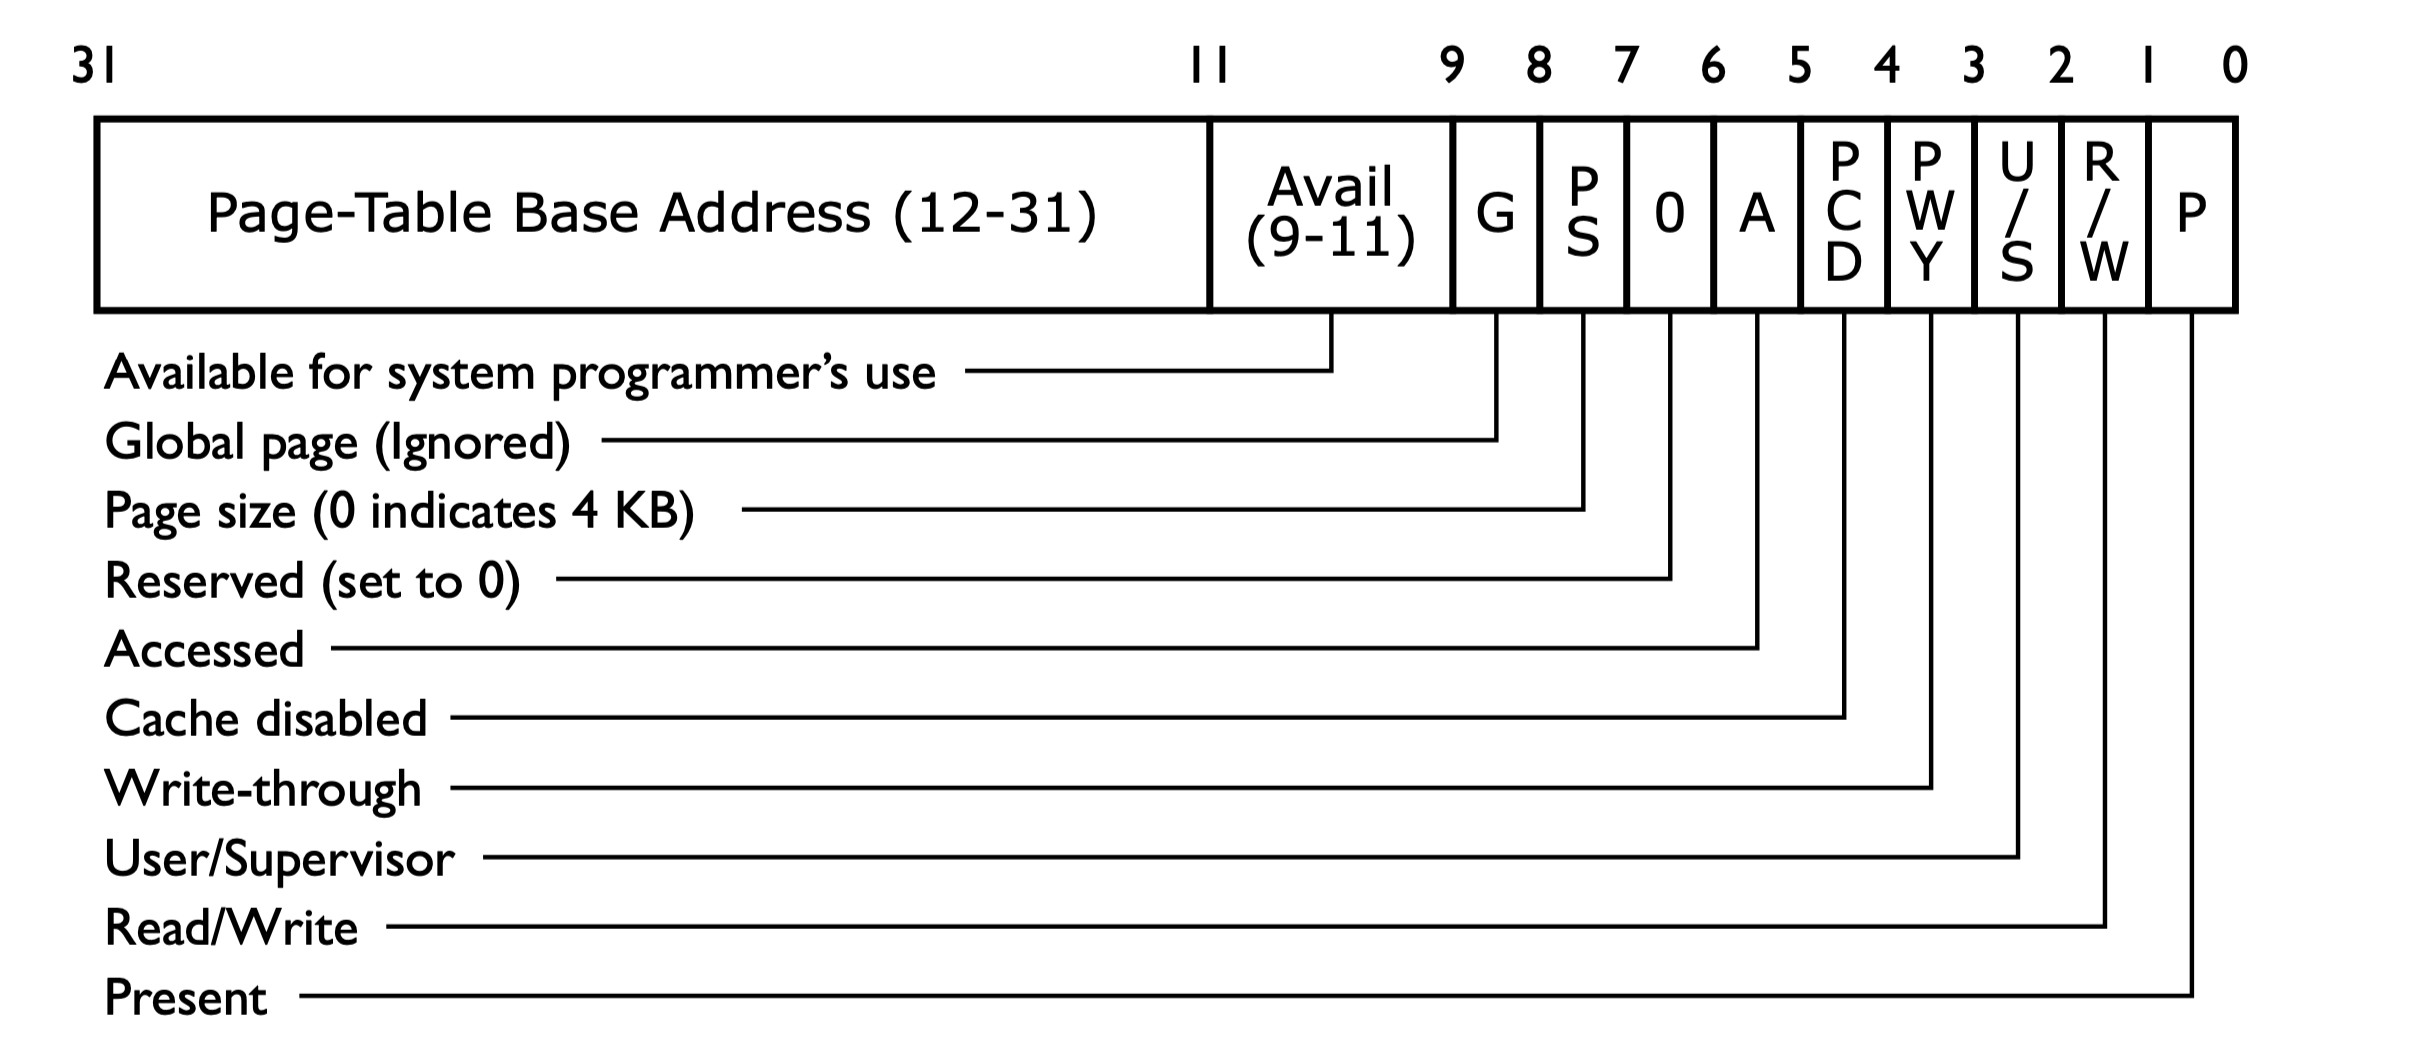 31 11 9 8 7 6 5 4 3 2 1 0
Page-Table Base Address (12-31)
Avail
(9-11)
G
P
S
0
A
P
C
D
P
W
Y
U
/
S
R
/
W
P
Available for system programmer’s use
Global page (Ignored)
Page size (0 indicates 4 KB)
Reserved (set to 0)
Accessed
Cache disabled
Write-through
User/Supervisor
Read/Write
Present